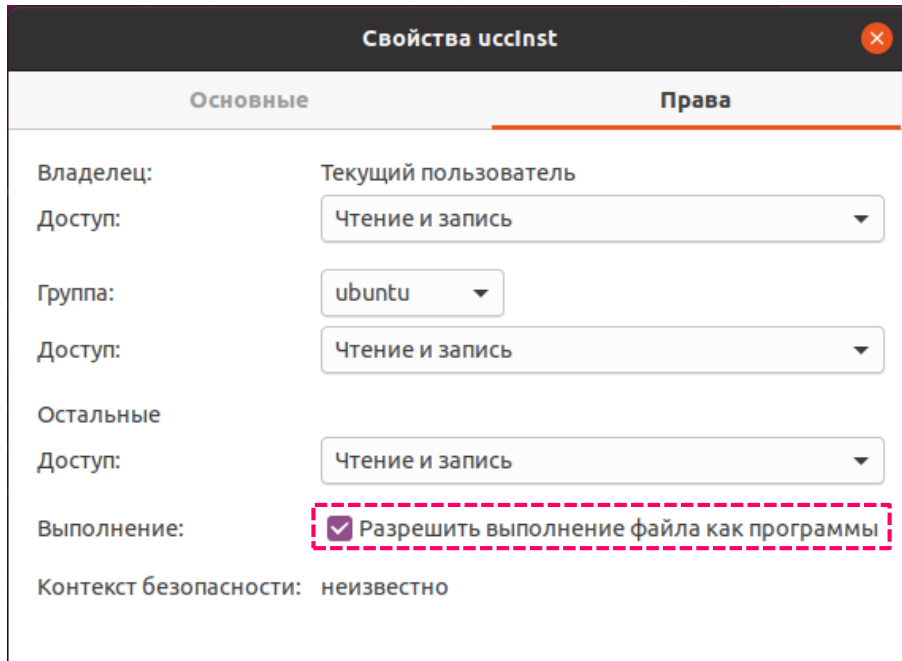 Свойства uccinst
Основные Права
Владелец: Текущий пользователь
Доступ: Чтение и запись
Группа: ubuntu
Доступ: Чтение и запись
Остальные
Доступ: Чтение и запись
Выполнение: Разрешить выполнение файла как программы
Контекст безопасности: неизвестно